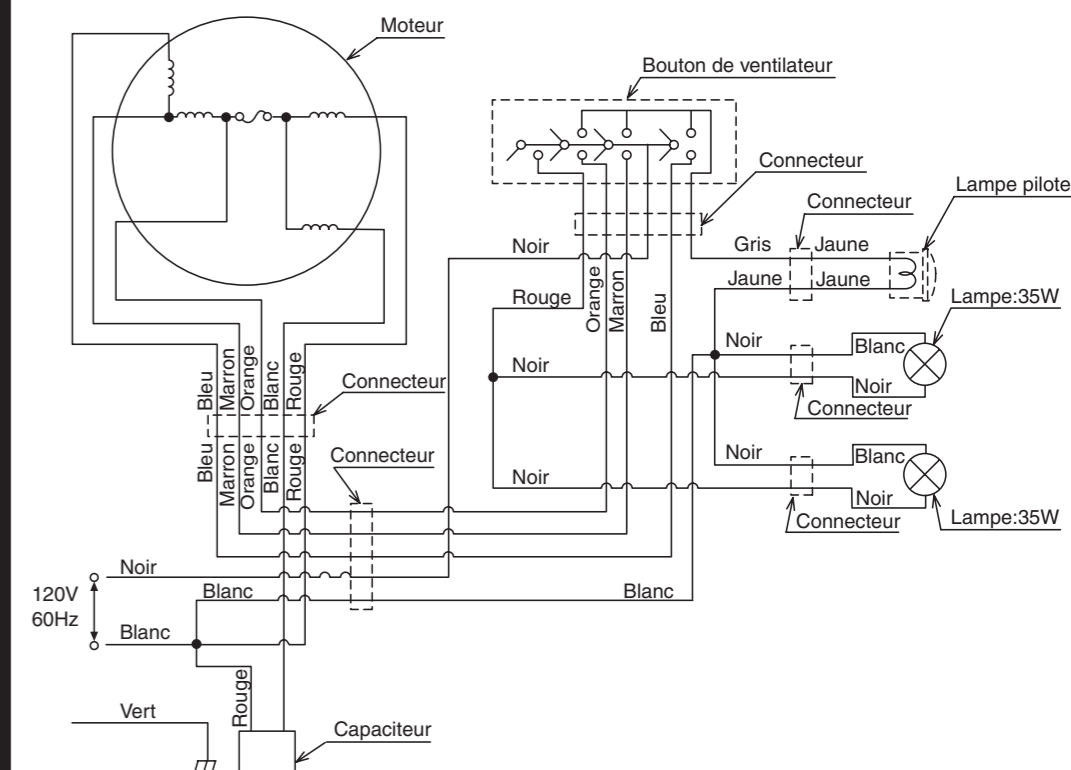 Moteur
Bouton de ventilateur
Connecteur
Lampe pilote
Connecteur
Noir
Gris
Jaune
Jaune
Jaune
Rouge
Orange
Marron
Bleu
Lampe:35W
Noir
Blanc
Noir
Noir
Connecteur
Bleu
Marron
Orange
Blanc
Rouge
Connecteur
Bleu
Marron
Orange
Blanc
Rouge
Connecteur
Noir
Blanc
Noir
Noir
Connecteur
Lampe:35W
Noir
120V
60Hz
Blanc
Blanc
Blanc
Rouge
Vert
Capaciteur